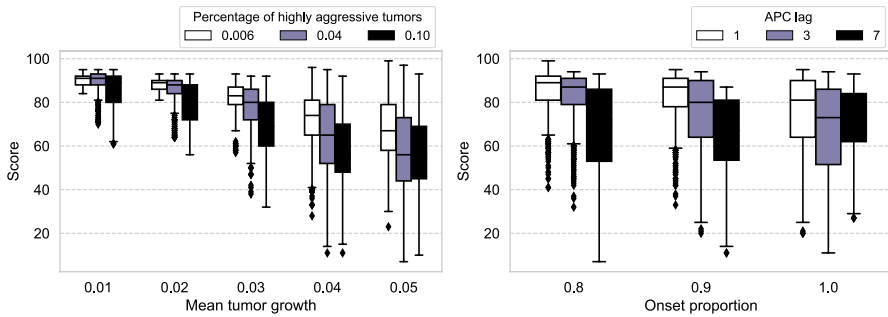 Percentage of highly aggressive tumors
0.006 0.04 0.10
Score
100
80
60
40
20
0.01 0.02 0.03 0.04 0.05
Mean tumor growth
APC lag
1 3 7
Score
100
80
60
40
20
0.8 0.9 1.0
Onset proportion